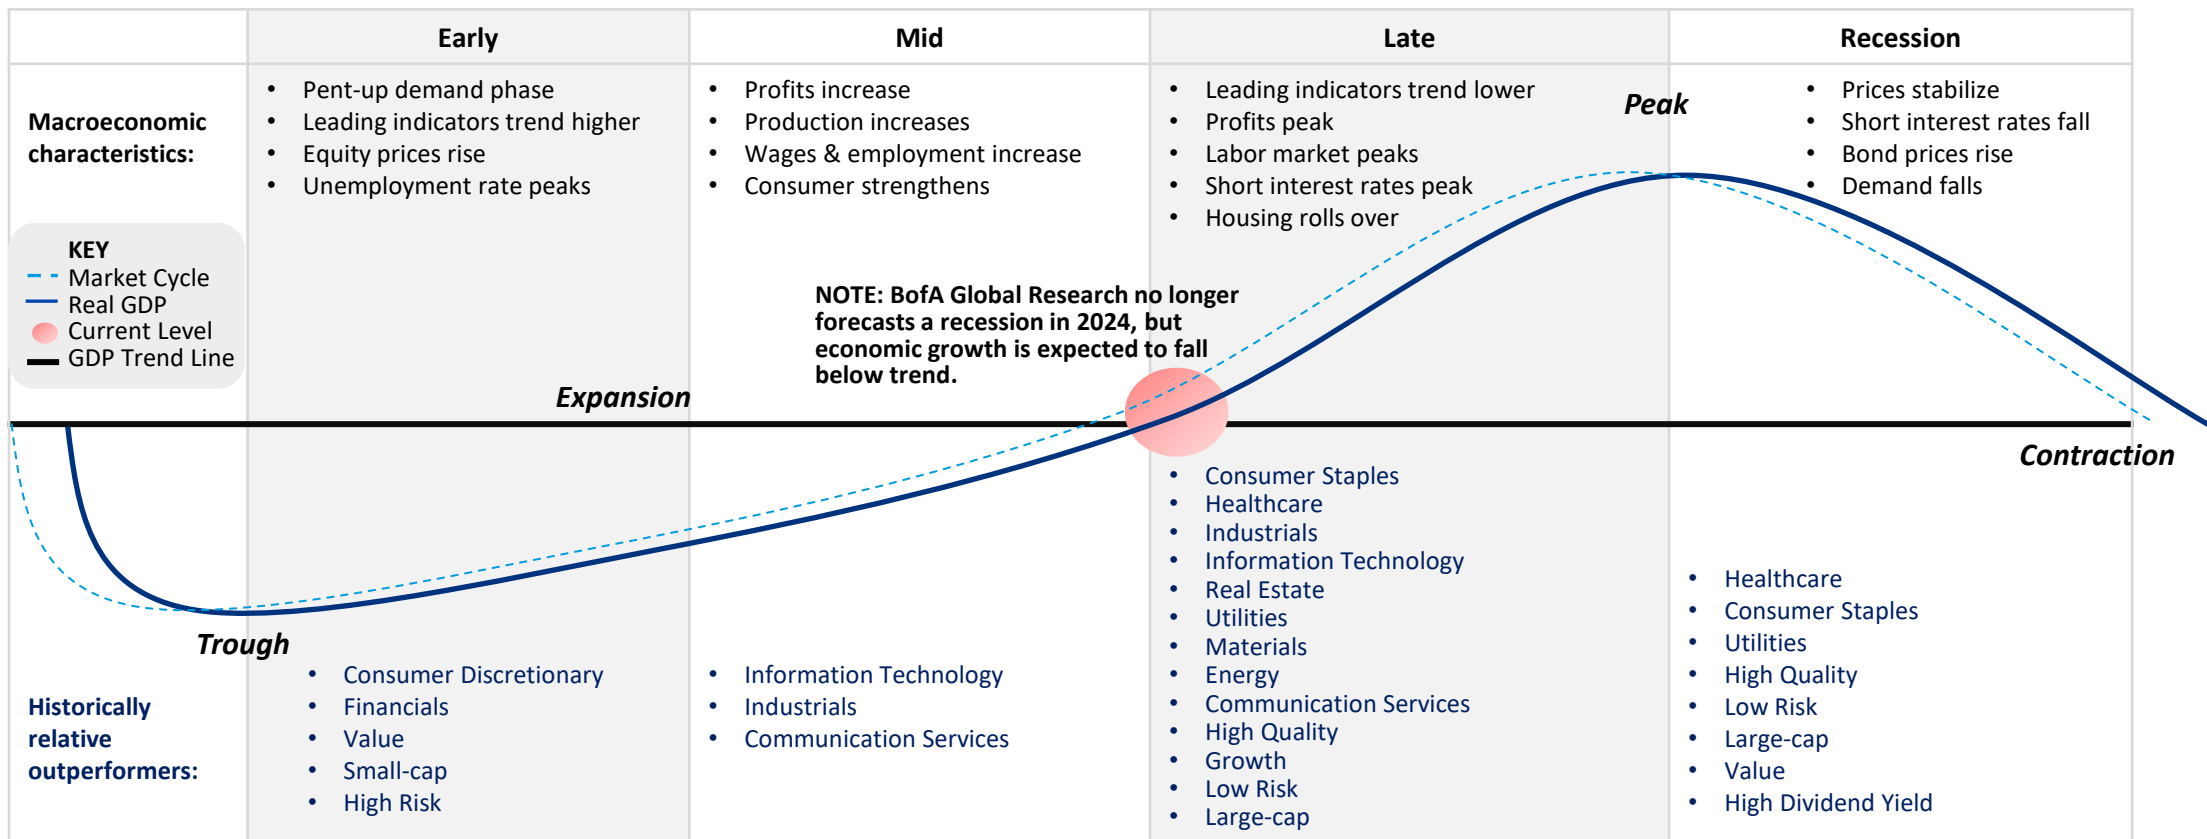 Early
Mid
Late
Recession
Macroeconomic
characteristics:
• Pent-up demand phase
• Leading indicators trend higher
• Equity prices rise
• Unemployment rate peaks
• Profits increase
• Production increases
• Wages & employment increase
• Consumer strengthens
• Leading indicators trend lower
• Profits peak
• Labor market peaks
• Short interest rates peak
• Housing rolls over
Peak
• Prices stabilize
• Short interest rates fall
• Bond prices rise
• Demand falls
KEY
Market Cycle
Real GDP
Current Level
GDP Trend Line
NOTE: BofA Global Research no longer
forecasts a recession in 2024, but
economic growth is expected to fall
below trend.
Expansion
Contraction
Trough
Historically
relative
outperformers:
• Consumer Discretionary
• Financials
• Value
• Small-cap
• High Risk
• Information Technology
• Industrials
• Communication Services
• Consumer Staples
• Healthcare
• Industrials
• Information Technology
• Real Estate
• Utilities
• Materials
• Energy
• Communication Services
• High Quality
• Growth
• Low Risk
• Large-cap
• Healthcare
• Consumer Staples
• Utilities
• High Quality
• Low Risk
• Large-cap
• Value
• High Dividend Yield